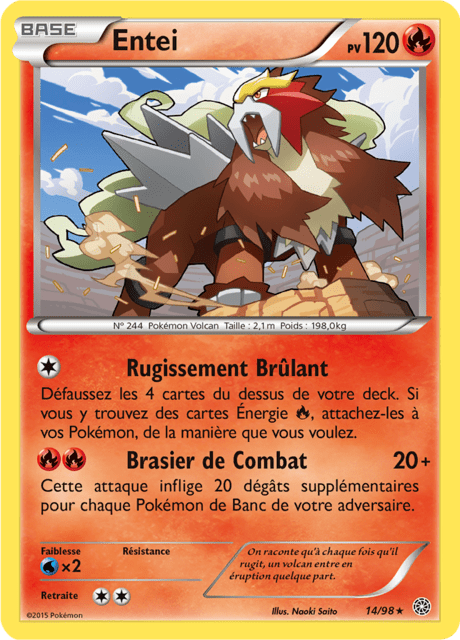 BASE
Entei
PV120
Nº 244 Pokémon Volcan Taille : 2,1m Poids : 198,0kg
Rugissement Brûlant
Défaussez les 4 cartes du dessus de votre deck. Si
vous y trouvez des cartes Énergie , attachez-les à
vos Pokémon, de la manière que vous voulez.
Brasier de Combat 20+
Cette attaque inflige 20 dégâts supplémentaires
pour chaque Pokémon de Banc de votre adversaire.
Faiblesse Résistance
×2
On raconte qu'à chaque fois qu'il
rugit, un volcan entre en
éruption quelque part.
Retraite
©2015 Pokémon Illus. Naoki Saito 14/98★